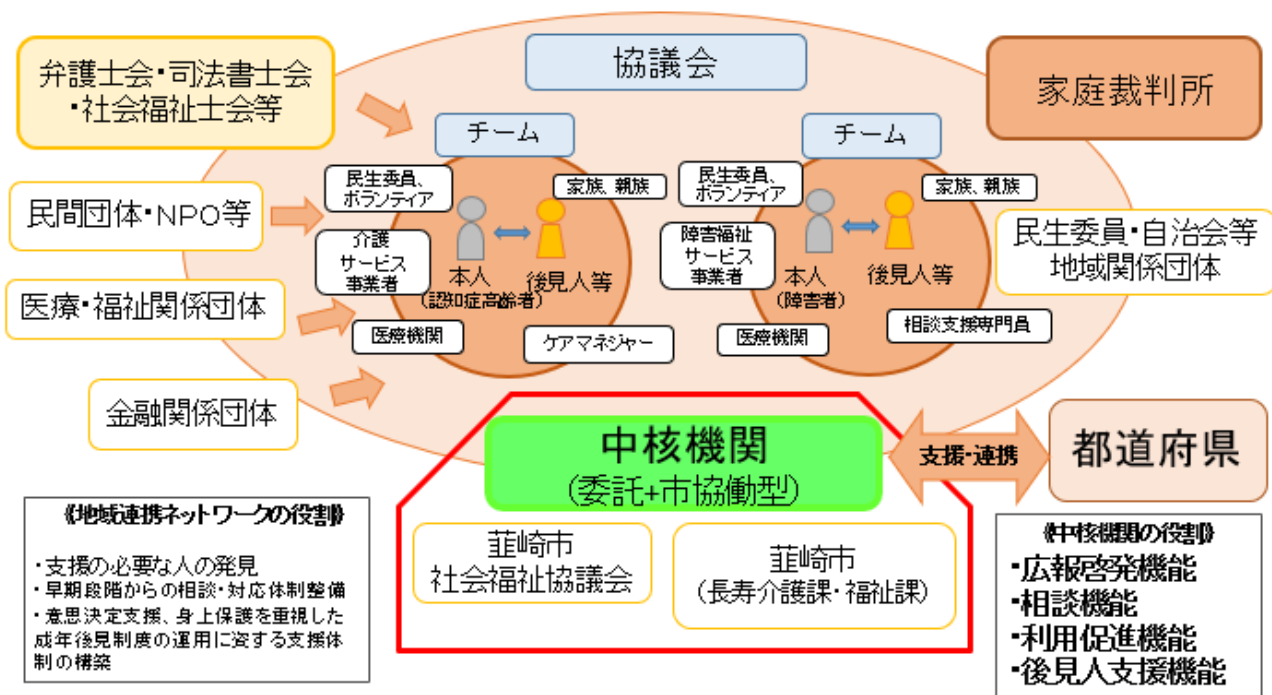 協議会
弁護士会・司法書士会
・社会福祉士会等
家庭裁判所
チーム
民生委員、
ボランティア
家族、親族
介護
サービス
事業者
本人
(認知症高齢者)
後見人等
医療機関
ケアマネジャー
チーム
民生委員、
ボランティア
家族、親族
障害福祉
サービス
事業者
本人
(障害者)
後見人等
医療機関
相談支援専門員
民間団体・NPO等
医療・福祉関係団体
金融関係団体
民生委員・自治会等
地域関係団体
中核機関
(委託+市協働型)
支援・連携
都道府県
韮崎市
社会福祉協議会
韮崎市
(長寿介護課・福祉課)
《地域連携ネットワークの役割》
・支援の必要な人の発見
・早期段階からの相談・対応体制整備
・意思決定支援、身上保護を重視した
成年後見制度の運用に資する支援体
制の構築
《中核機関の役割》
・広報啓発機能
・相談機能
・利用促進機能
・後見人支援機能